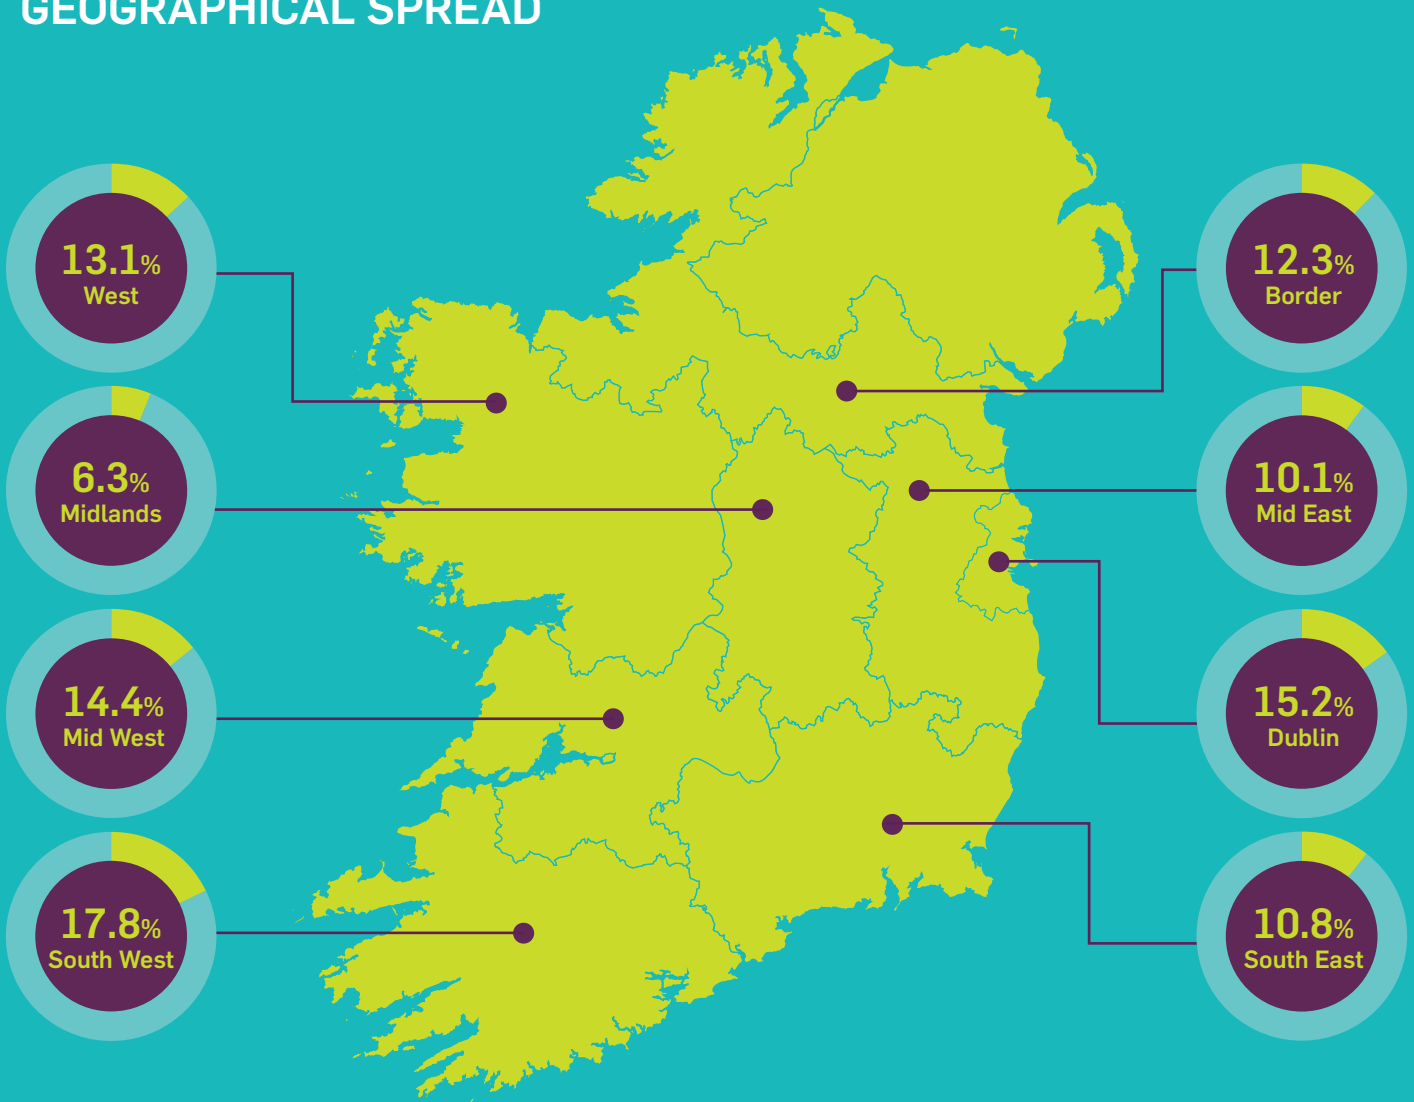 GEOGRAPHICAL SPREAD
13.1%
West
12.3%
Border
6.3%
Midlands
10.1%
Mid East
14.4%
Mid West
15.2%
Dublin
17.8%
South West
10.8%
South East